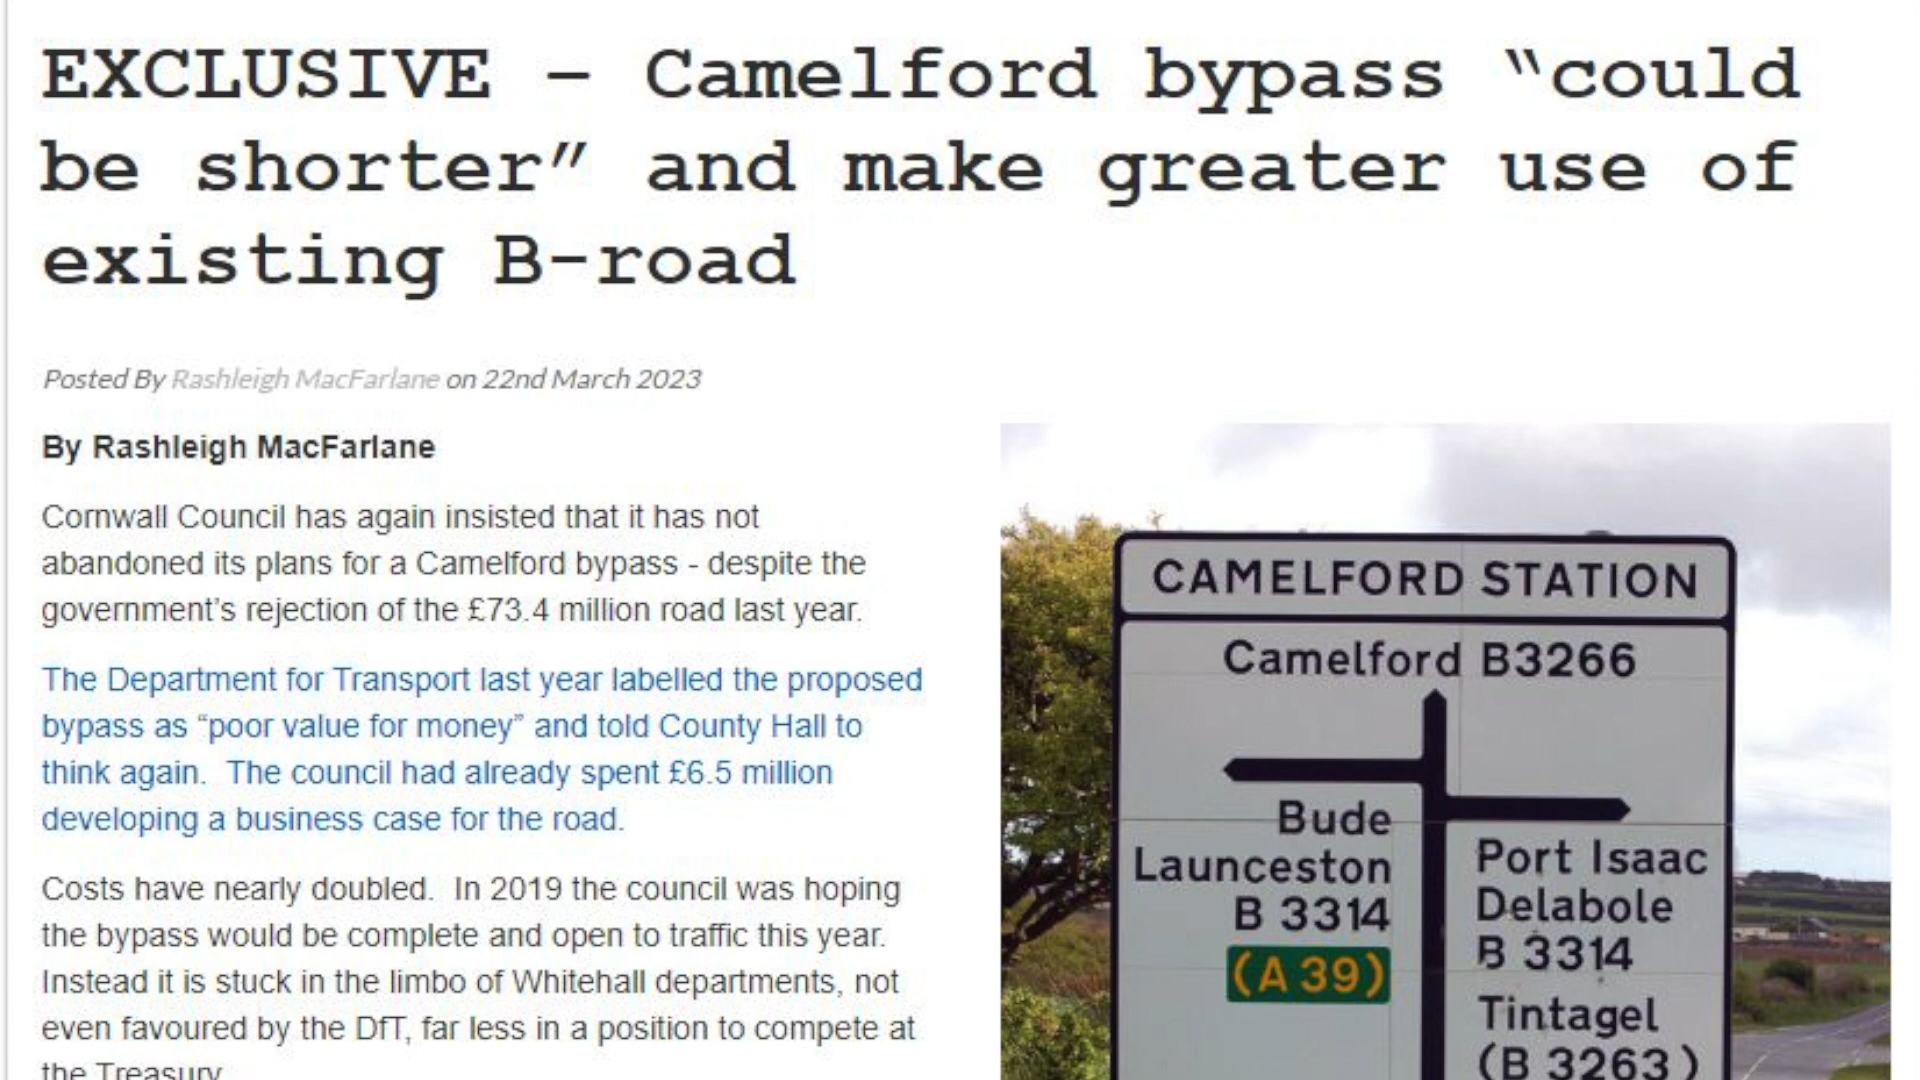 EXCLUSIVE – Camelford bypass “could
be shorter” and make greater use of
existing B-road
Posted By Rashleigh MacFarlane on 22nd March 2023
By Rashleigh MacFarlane
Cornwall Council has again insisted that it has not
abandoned its plans for a Camelford bypass - despite the
government’s rejection of the £73.4 million road last year.
The Department for Transport last year labelled the proposed
bypass as “poor value for money” and told County Hall to
think again.  The council had already spent £6.5 million
developing a business case for the road.
Costs have nearly doubled.  In 2019 the council was hoping
the bypass would be complete and open to traffic this year.
Instead it is stuck in the limbo of Whitehall departments, not
even favoured by the DfT, far less in a position to compete at
the Treasury.
CAMELFORD STATION
Camelford B3266
Bude
Launceston
B 3314
(A 39)
Port Isaac
Delabole
B 3314
Tintagel
(B 3263)